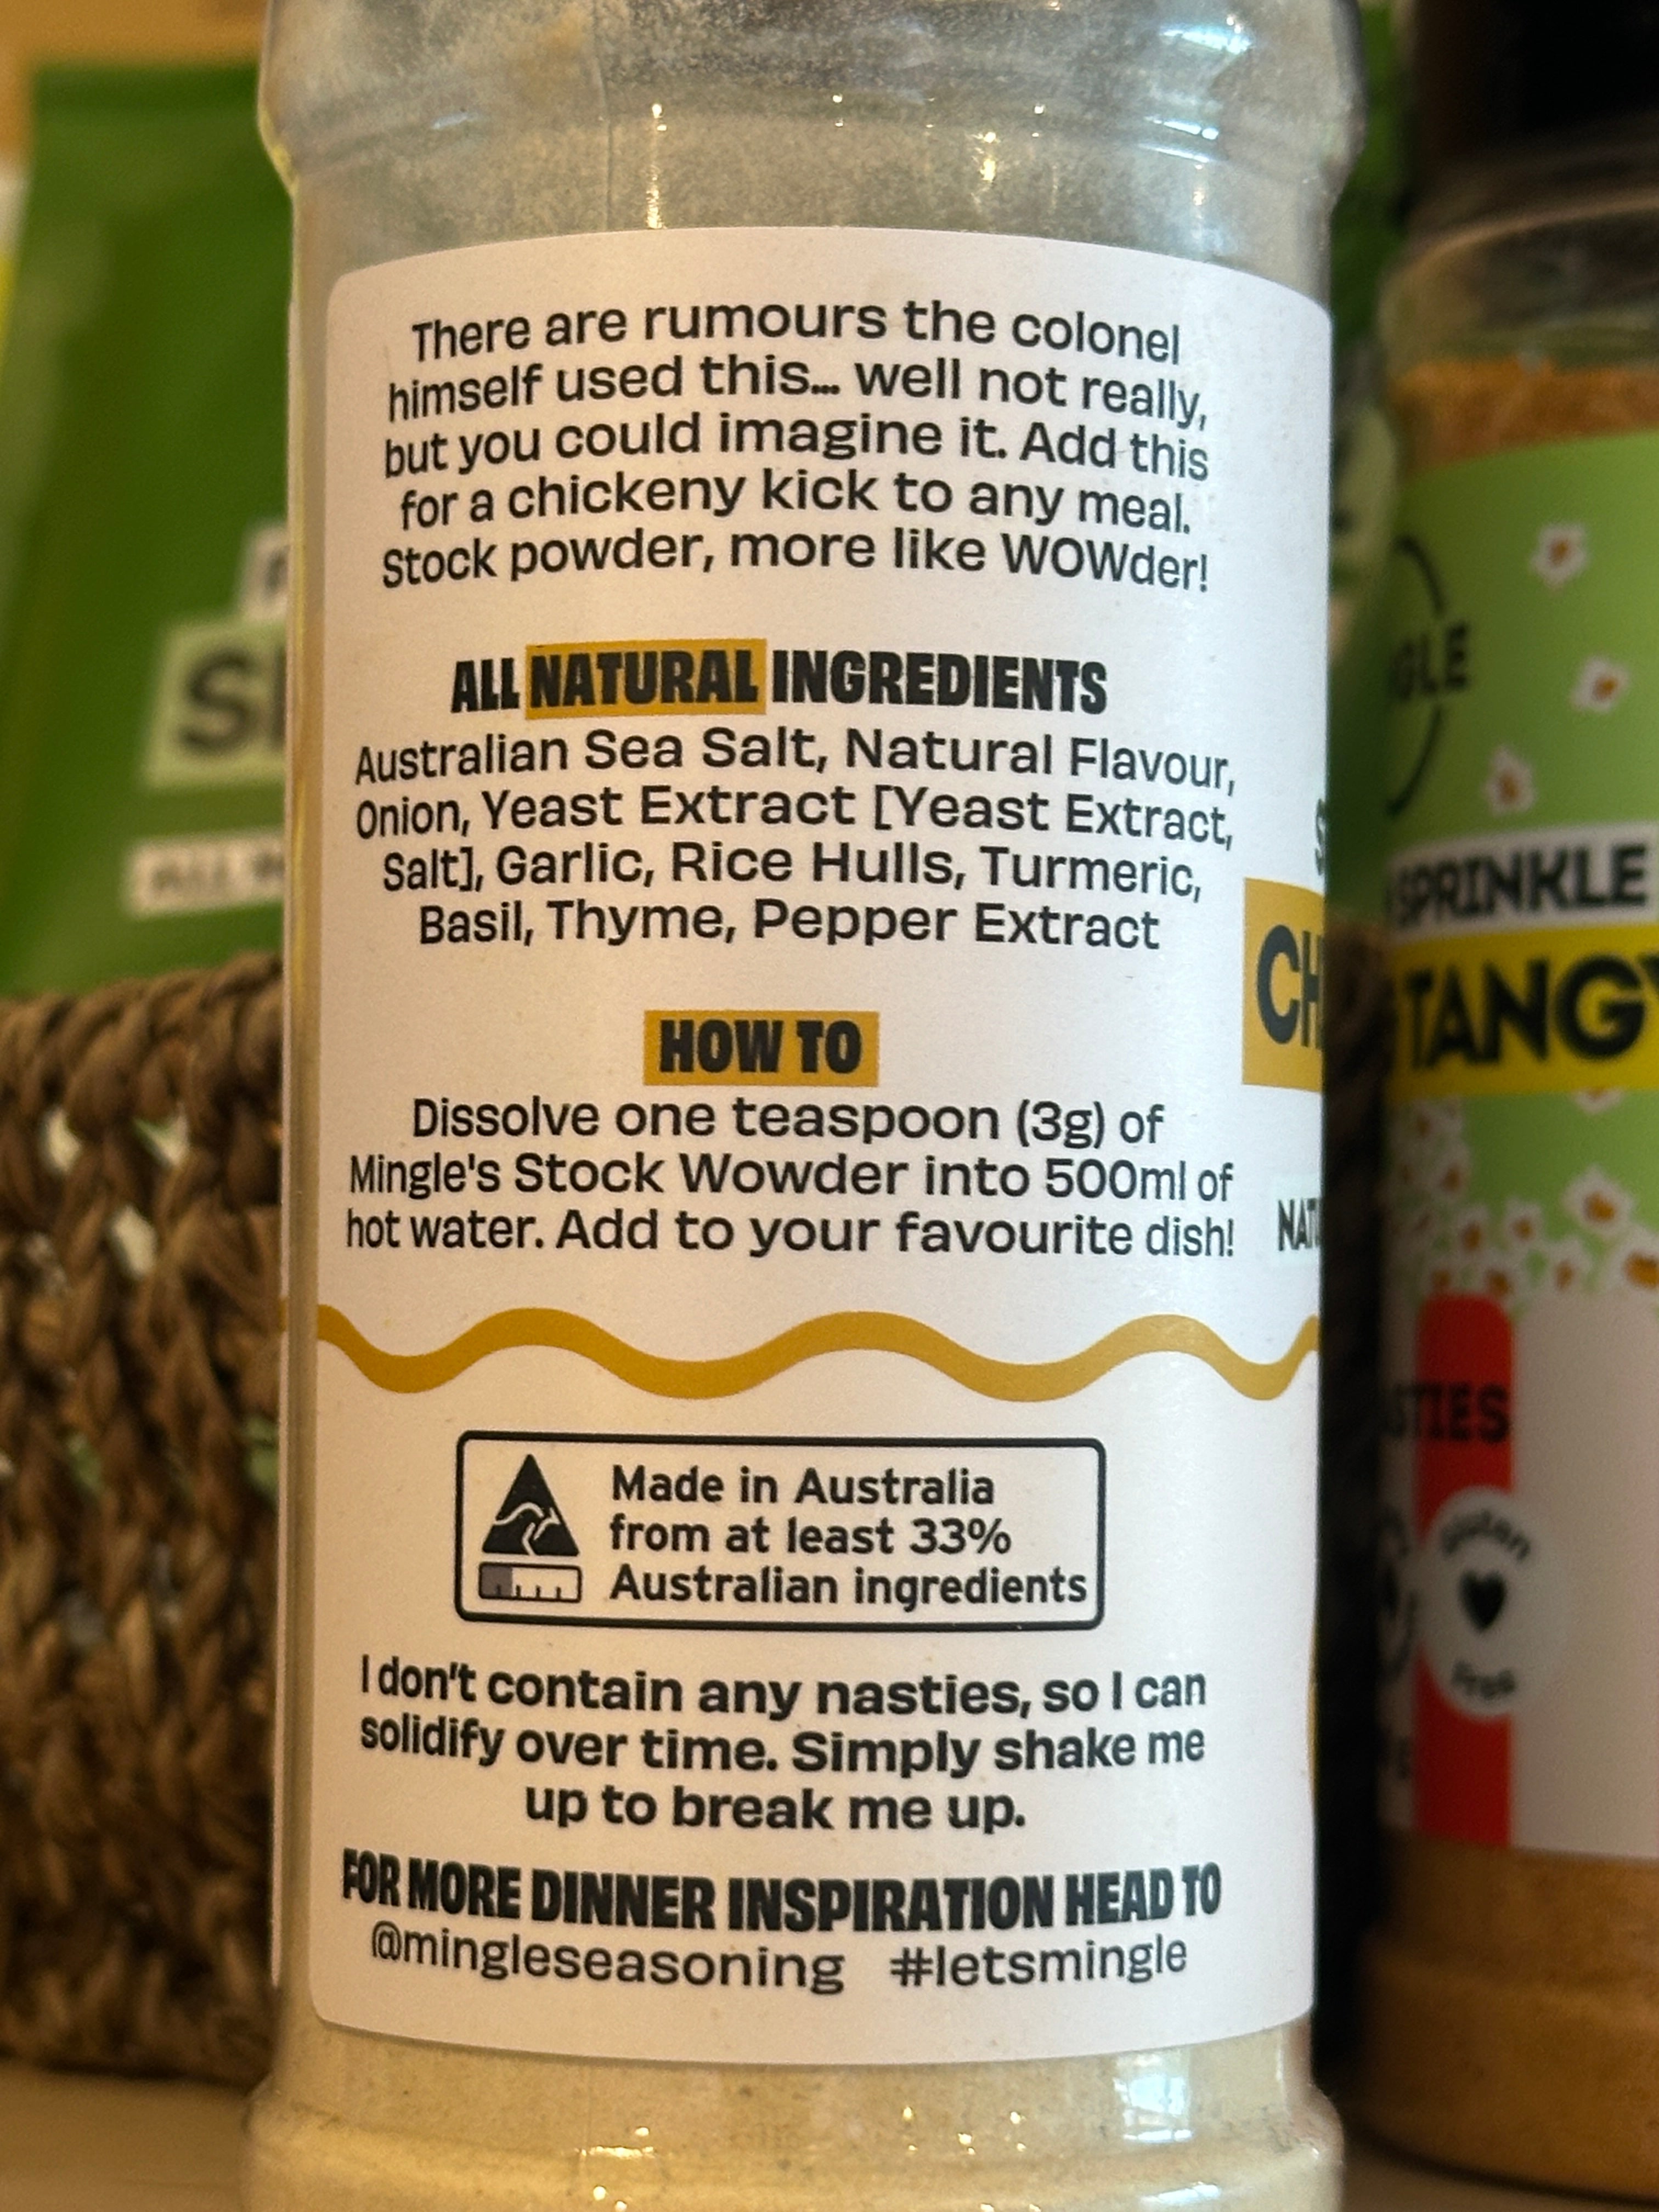 There are rumours the colonel
himself used this... well not really,
but you could imagine it. Add this
for a chickeny kick to any meal.
Stock powder, more like WOWder!
ALL NATURAL INGREDIENTS
Australian Sea Salt, Natural Flavour,
Onion, Yeast Extract [Yeast Extract,
Salt], Garlic, Rice Hulls, Turmeric,
Basil, Thyme, Pepper Extract
HOW TO
Dissolve one teaspoon (3g) of
Mingle's Stock Wowder into 500ml of
hot water. Add to your favourite dish!
Made in Australia
from at least 33%
Australian ingredients
I don't contain any nasties, so I can
solidify over time. Simply shake me
up to break me up.
FOR MORE DINNER INSPIRATION HEAD TO
@mingleseasoning #letsmingle
SPRINKLE
TANGY
Gluten
Free